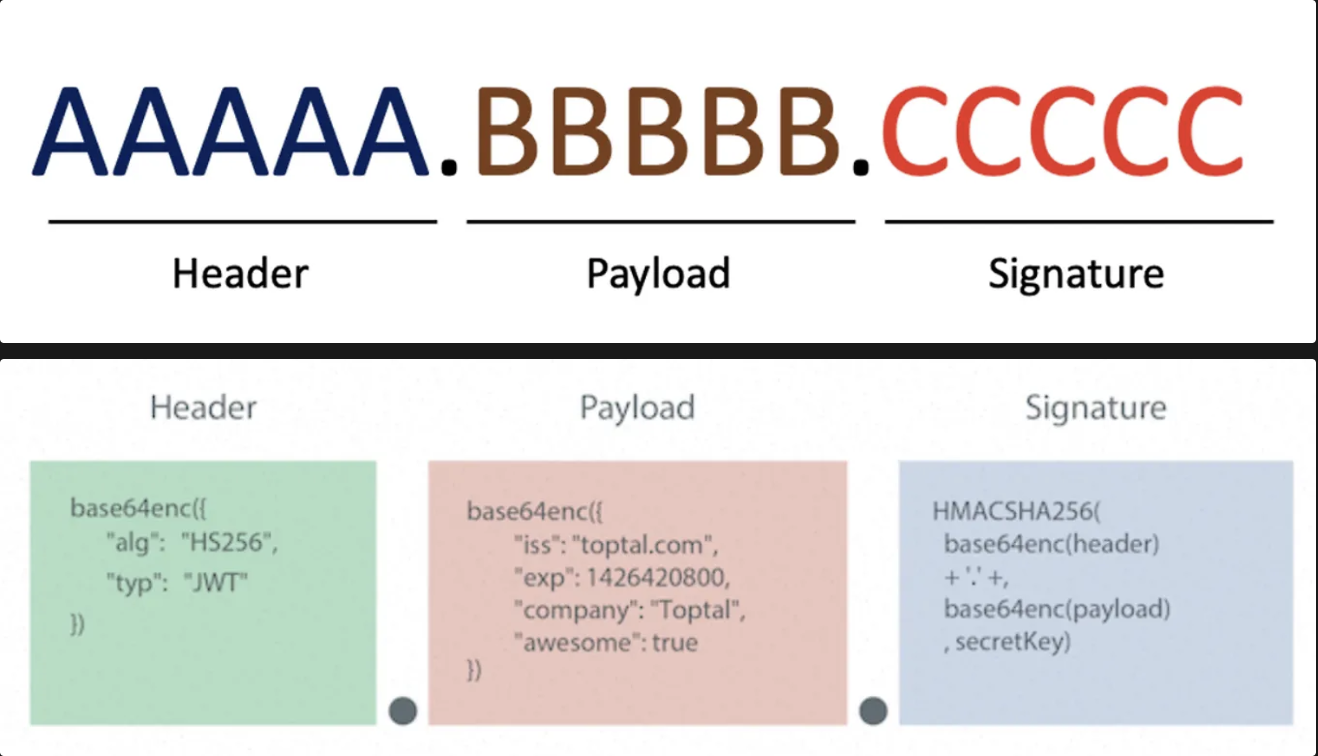 AAAAA.BBBBB.CCCCC
Header Payload Signature
Header
base64enc({
"alg": "HS256",
"typ": "JWT"
})
Payload
base64enc({
"iss": "toptal.com",
"exp": 1426420800,
"company": "Toptal",
"awesome": true
})
Signature
HMACSHA256(
base64enc(header)
+ '.' +,
base64enc(payload)
, secretKey)